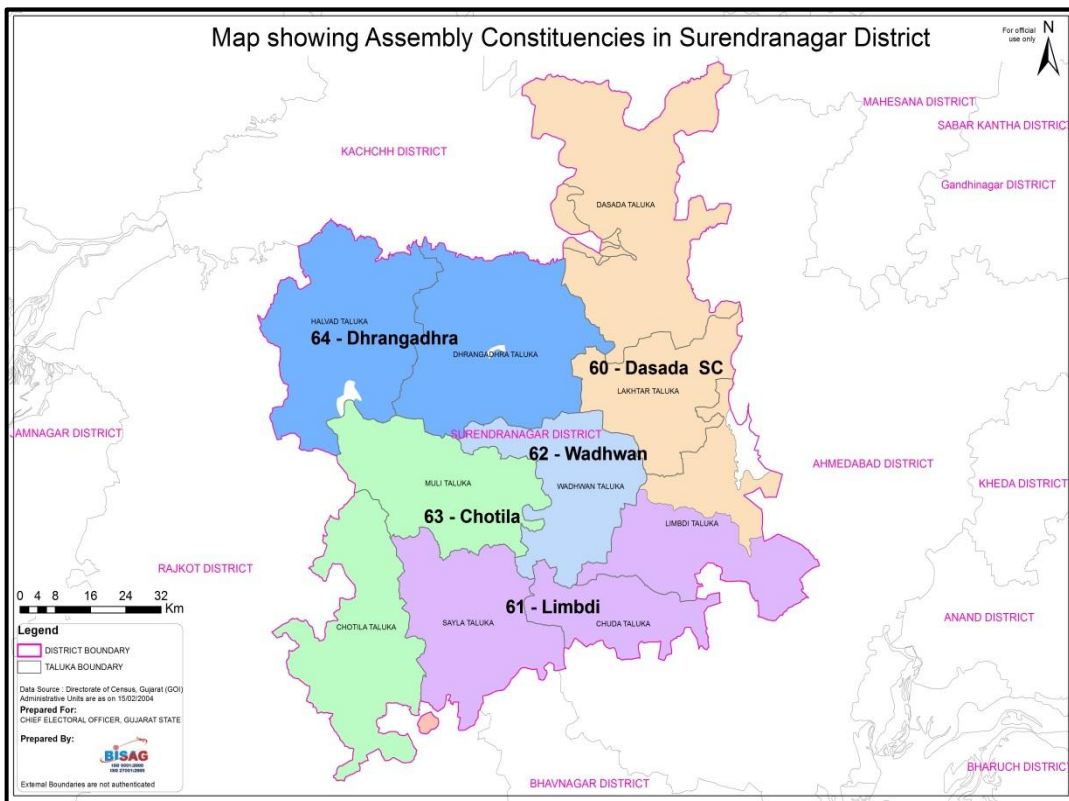 Map showing Assembly Constituencies in Surendranagar District
For official
use only
N
MAHESANA DISTRICT
SABAR KANTHA DISTRICT
KACHCHH DISTRICT
Gandhinagar DISTRICT
DASADA TALUKA
HALVAD TALUKA
64 - Dhrangadhra
DHRANGADHRA TALUKA
60 - Dasada SC
LAKHTAR TALUKA
JAMNAGAR DISTRICT
SURENDRANAGAR DISTRICT
62 - Wadhwan
AHMEDABAD DISTRICT
KHEDA DISTRICT
MULI TALUKA
WADHWAN TALUKA
63 - Chotila
LIMBDI TALUKA
RAJKOT DISTRICT
0 4 8 16 24 32
Km
61 - Limbdi
CHOTILA TALUKA
SAYLA TALUKA
CHUDA TALUKA
ANAND DISTRICT
Legend
DISTRICT BOUNDARY
TALUKA BOUNDARY
Data Source : Directorate of Census, Gujarat (GOI)
Administrative Units are as on 15/02/2004
Prepared For:
CHIEF ELECTORAL OFFICER, GUJARAT STATE
Prepared By:
BISAG
External Boundaries are not authenticated
BHAVNAGAR DISTRICT
BHARUCH DISTRICT